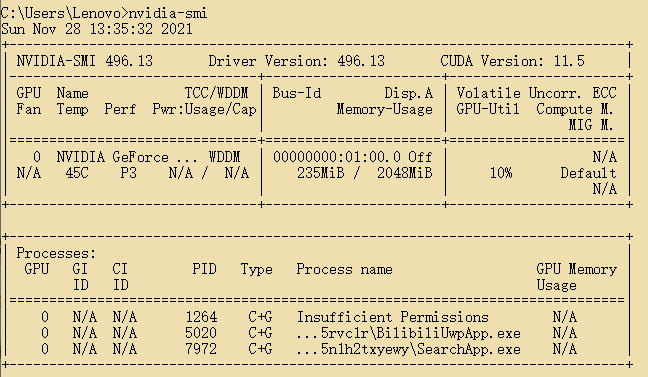 C:\Users\Lenovo>nvidia-smi
Sun Nov 28 13:35:32 2021
NVIDIA-SMI 496.13 Driver Version: 496.13 CUDA Version: 11.5
GPU Name TCC/WDDM | Bus-Id Disp.A | Volatile Uncorr. ECC
Fan Temp Perf Pwr:Usage/Cap | Memory-Usage | GPU-Util Compute M.
MIG M.
0 NVIDIA GeForce ... WDDM | 00000000:01:00.0 Off | N/A
N/A 45C P3 N/A / N/A | 235MiB / 2048MiB | 10% Default
N/A
Processes:
GPU GI CI PID Type Process name GPU Memory
ID ID Usage
0 N/A N/A 1264 C+G Insufficient Permissions N/A
0 N/A N/A 5020 C+G ...5rvc1r\BilibiliUwpApp.exe N/A
0 N/A N/A 7972 C+G ...5n1h2txyewy\SearchApp.exe N/A